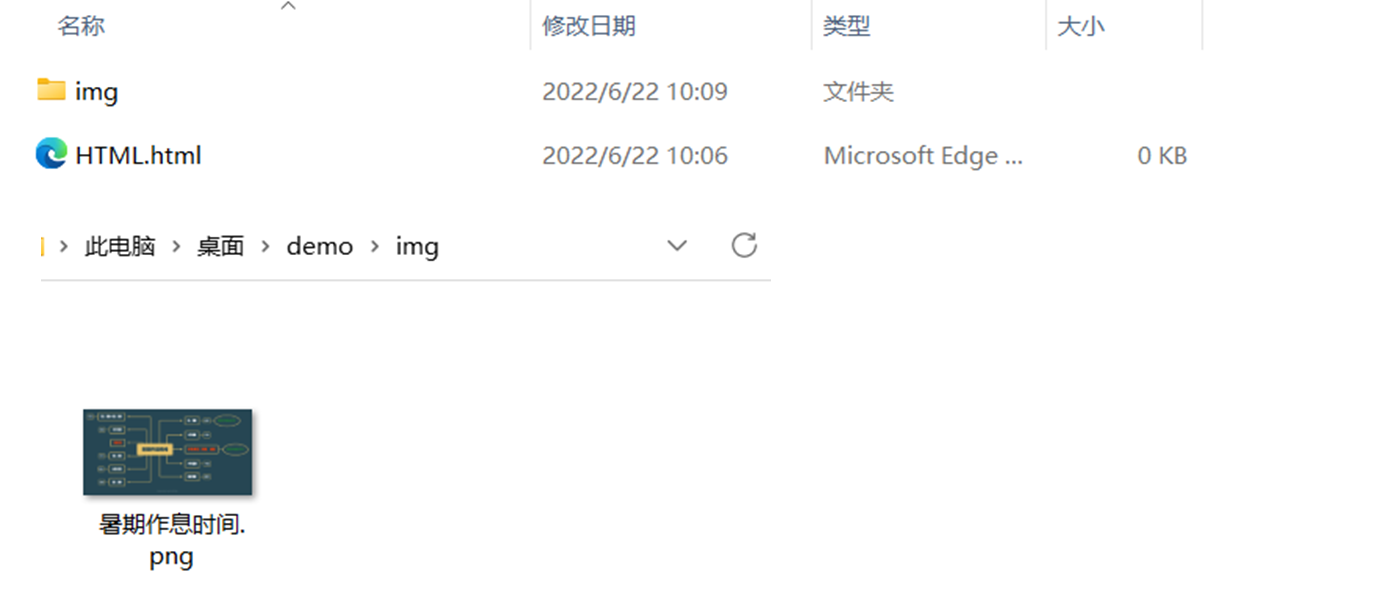 名称 修改日期 类型 大小
img 2022/6/22 10:09 文件夹
HTML.html 2022/6/22 10:06 Microsoft Edge ... 0 KB
此电脑 › 桌面 › demo › img
暑期作息时间.
png